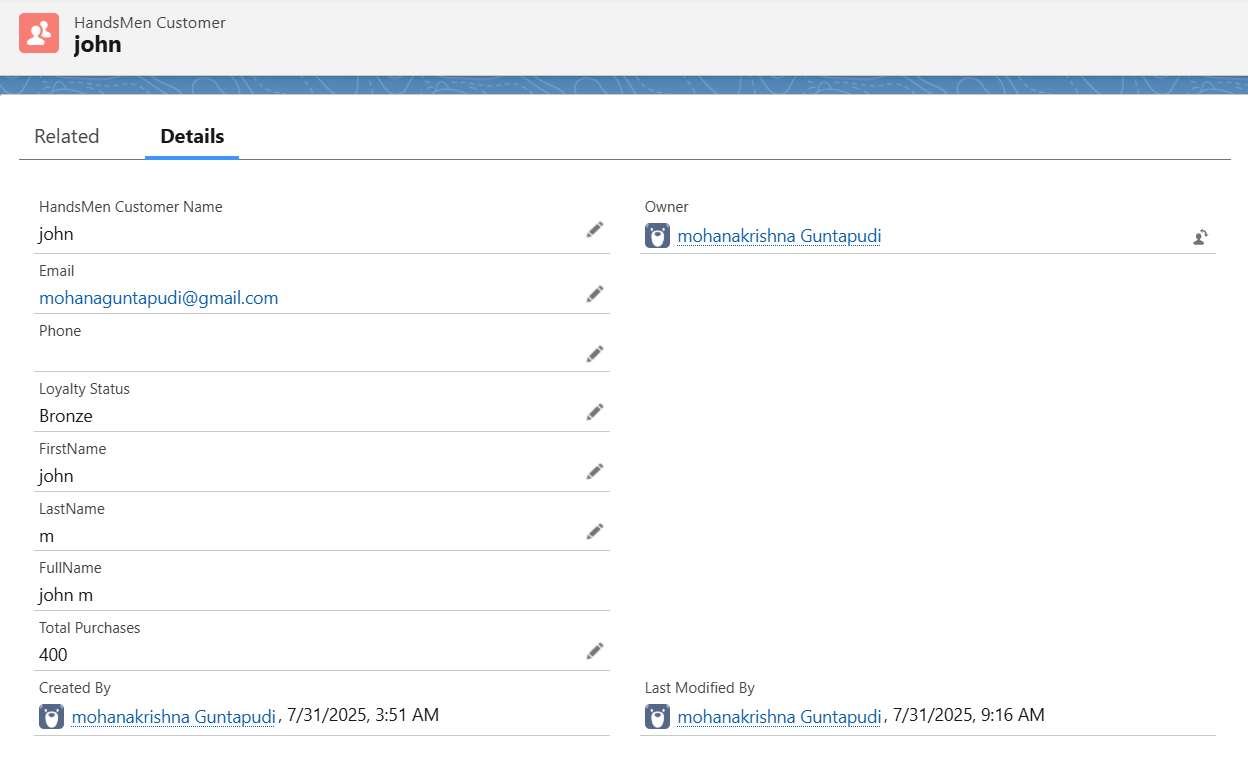 HandsMen Customer
john
Related
Details
HandsMen Customer Name
john
Owner
mohanakrishna Guntapudi
Email
mohanaguntapudi@gmail.com
Phone
Loyalty Status
Bronze
FirstName
john
LastName
m
FullName
john m
Total Purchases
400
Created By
mohanakrishna Guntapudi, 7/31/2025, 3:51 AM
Last Modified By
mohanakrishna Guntapudi, 7/31/2025, 9:16 AM